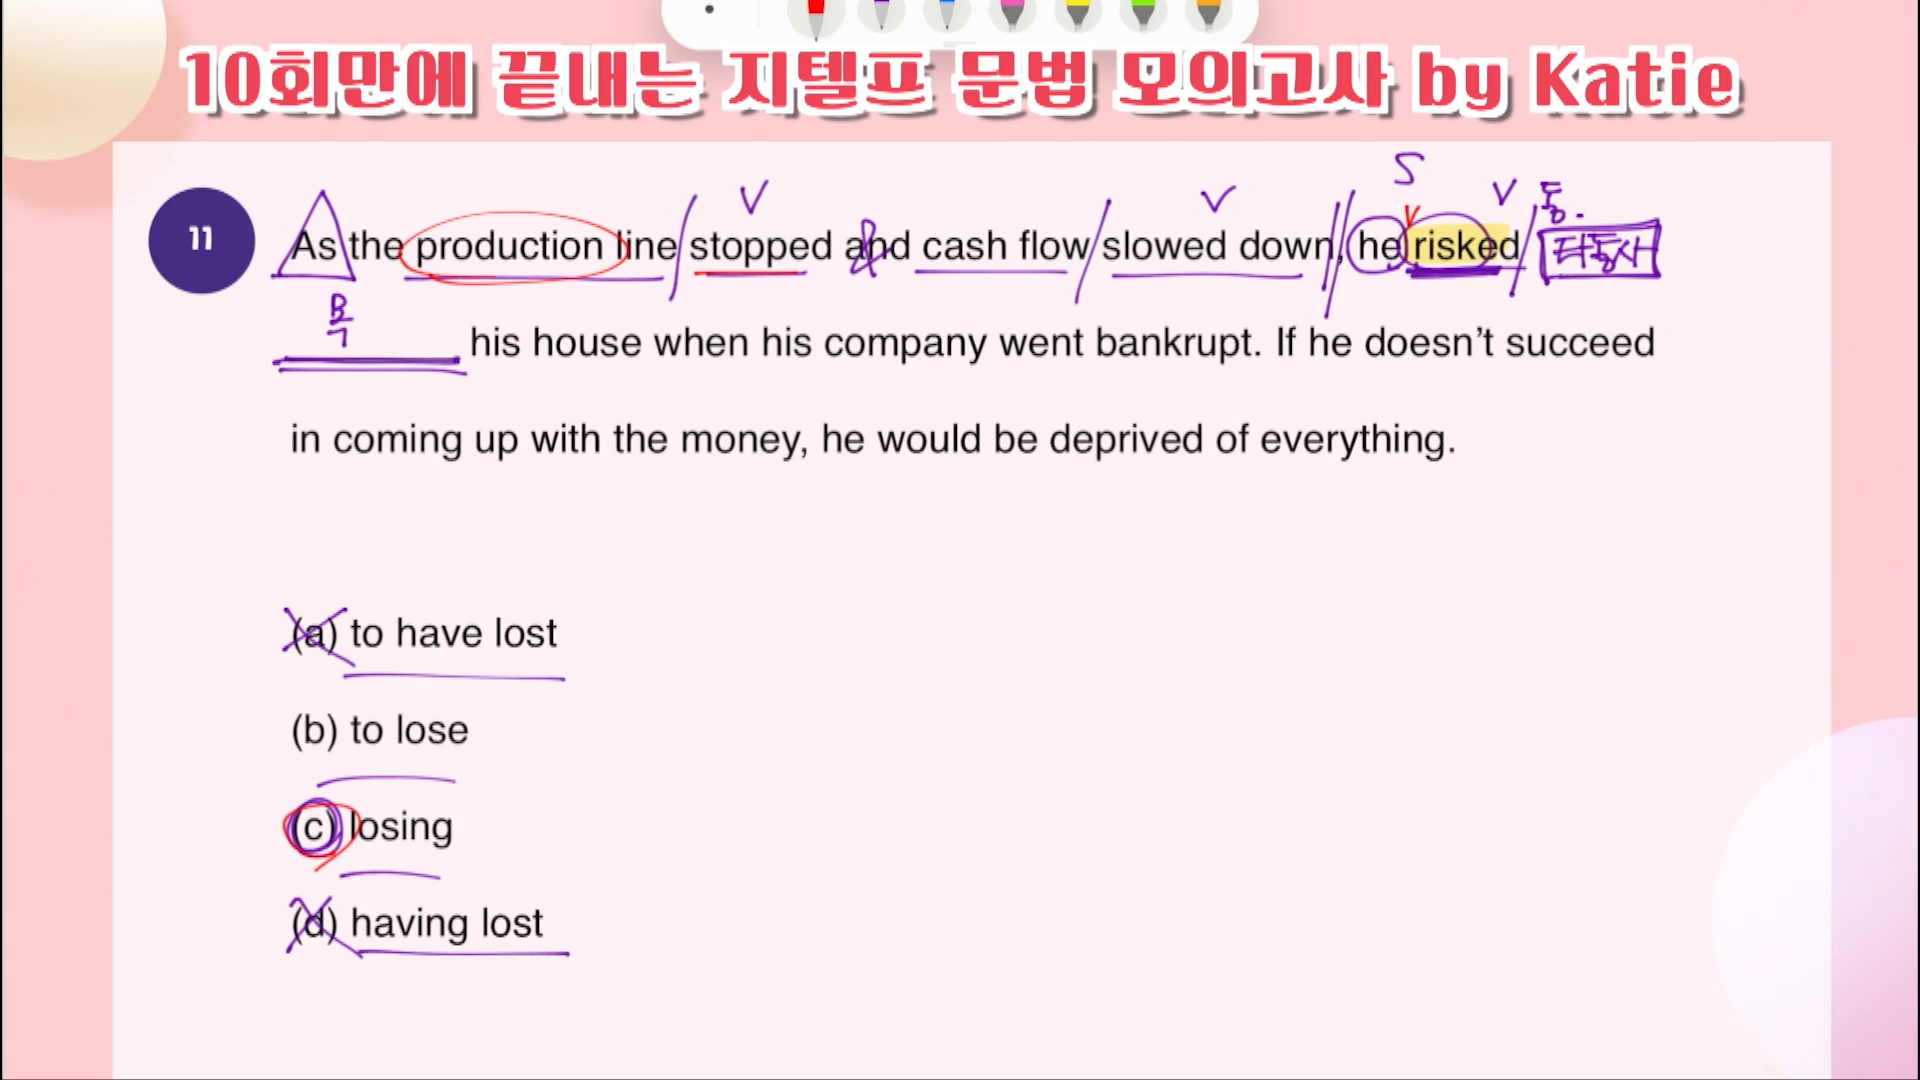 10회만에 끝내는 지텔프 문법 모의고사 by Katie
S
V V V 동.
11 As the production line stopped and cash flow slowed down, he risked 타동사
____ his house when his company went bankrupt. If he doesn't succeed
in coming up with the money, he would be deprived of everything.
(a) to have lost
(b) to lose
(c) losing
(d) having lost